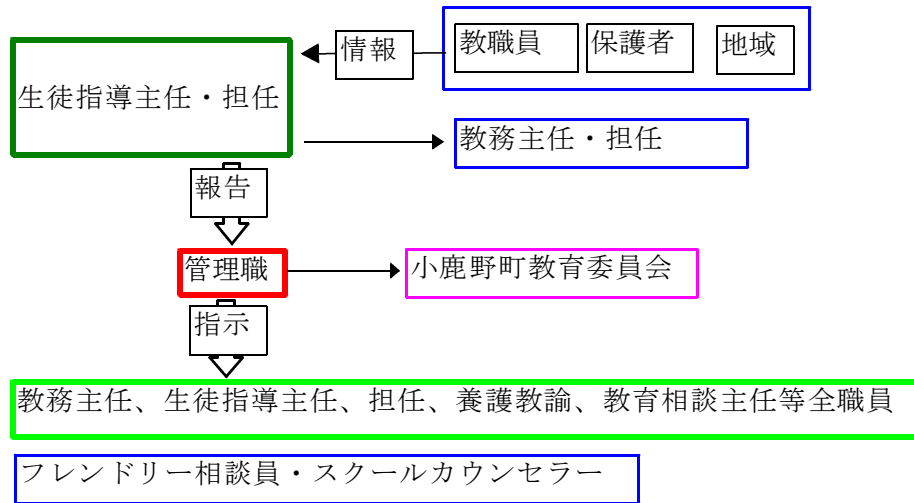 情報
教職員
保護者
地域
生徒指導主任・担任
教務主任・担任
報告
管理職
小鹿野町教育委員会
指示
教務主任、生徒指導主任、担任、養護教諭、教育相談主任等全職員
フレンドリー相談員・スクールカウンセラー